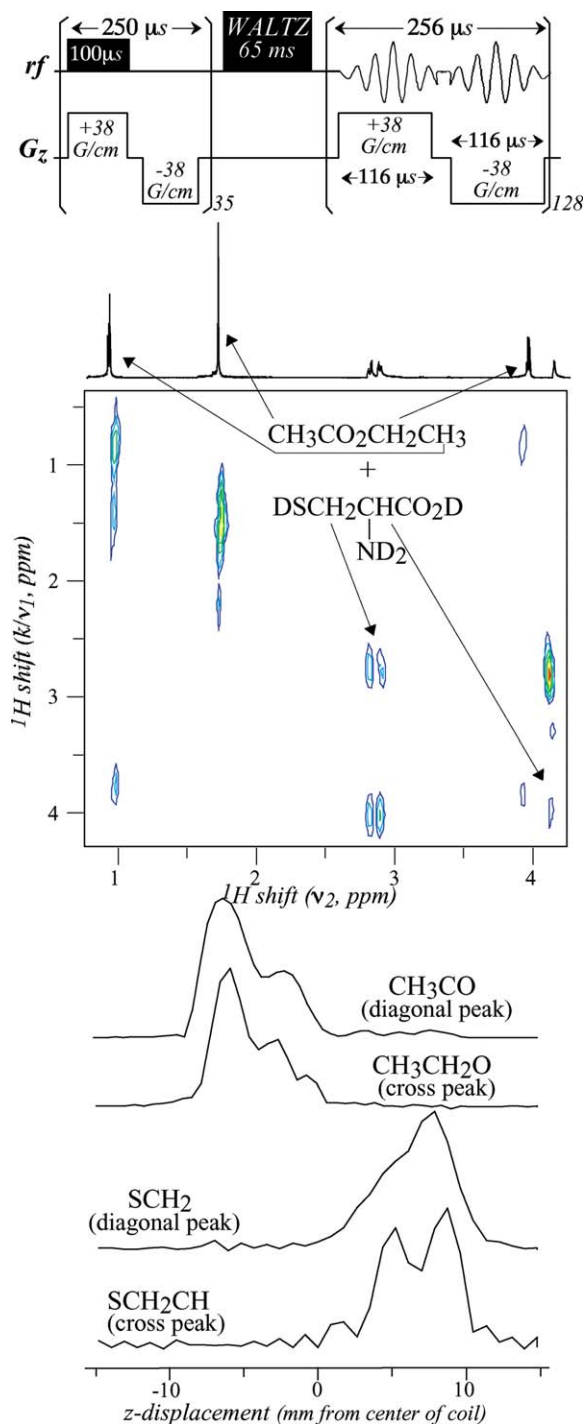 250 µs
WALTZ
65 ms
256 µs
100µs
rf
+38
G/cm
-38
G/cm
Gz
+38
G/cm
116 µs
116 µs
-38
G/cm
35
128
CH3CO2CH2CH3
+
DSCH2CHCO2D
ND2
1
2
3
4
1H shift (k/ν1, ppm)
1 2 3 4
1H shift (ν2, ppm)
CH3CO
(diagonal peak)
CH3CH2O
(cross peak)
SCH2
(diagonal peak)
SCH2CH
(cross peak)
-10 0 10
z-displacement (mm from center of coil)